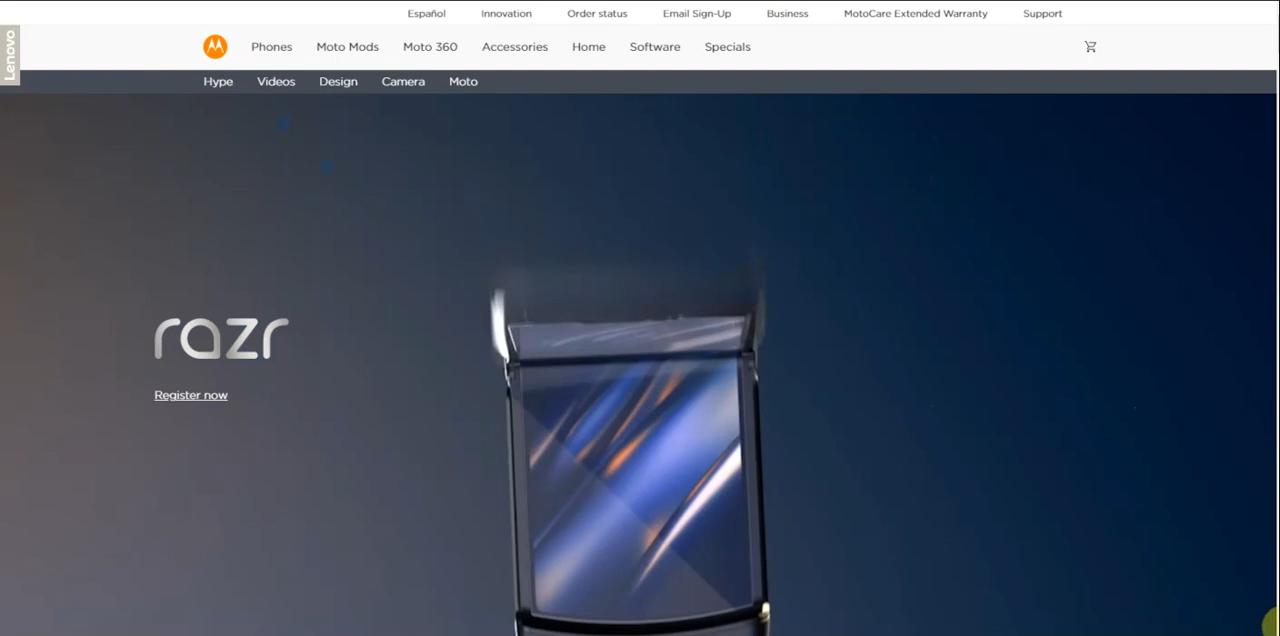 Español Innovation Order status Email Sign-Up Business MotoCare Extended Warranty Support
Lenovo
Phones Moto Mods Moto 360 Accessories Home Software Specials
Hype Videos Design Camera Moto
razr
Register now